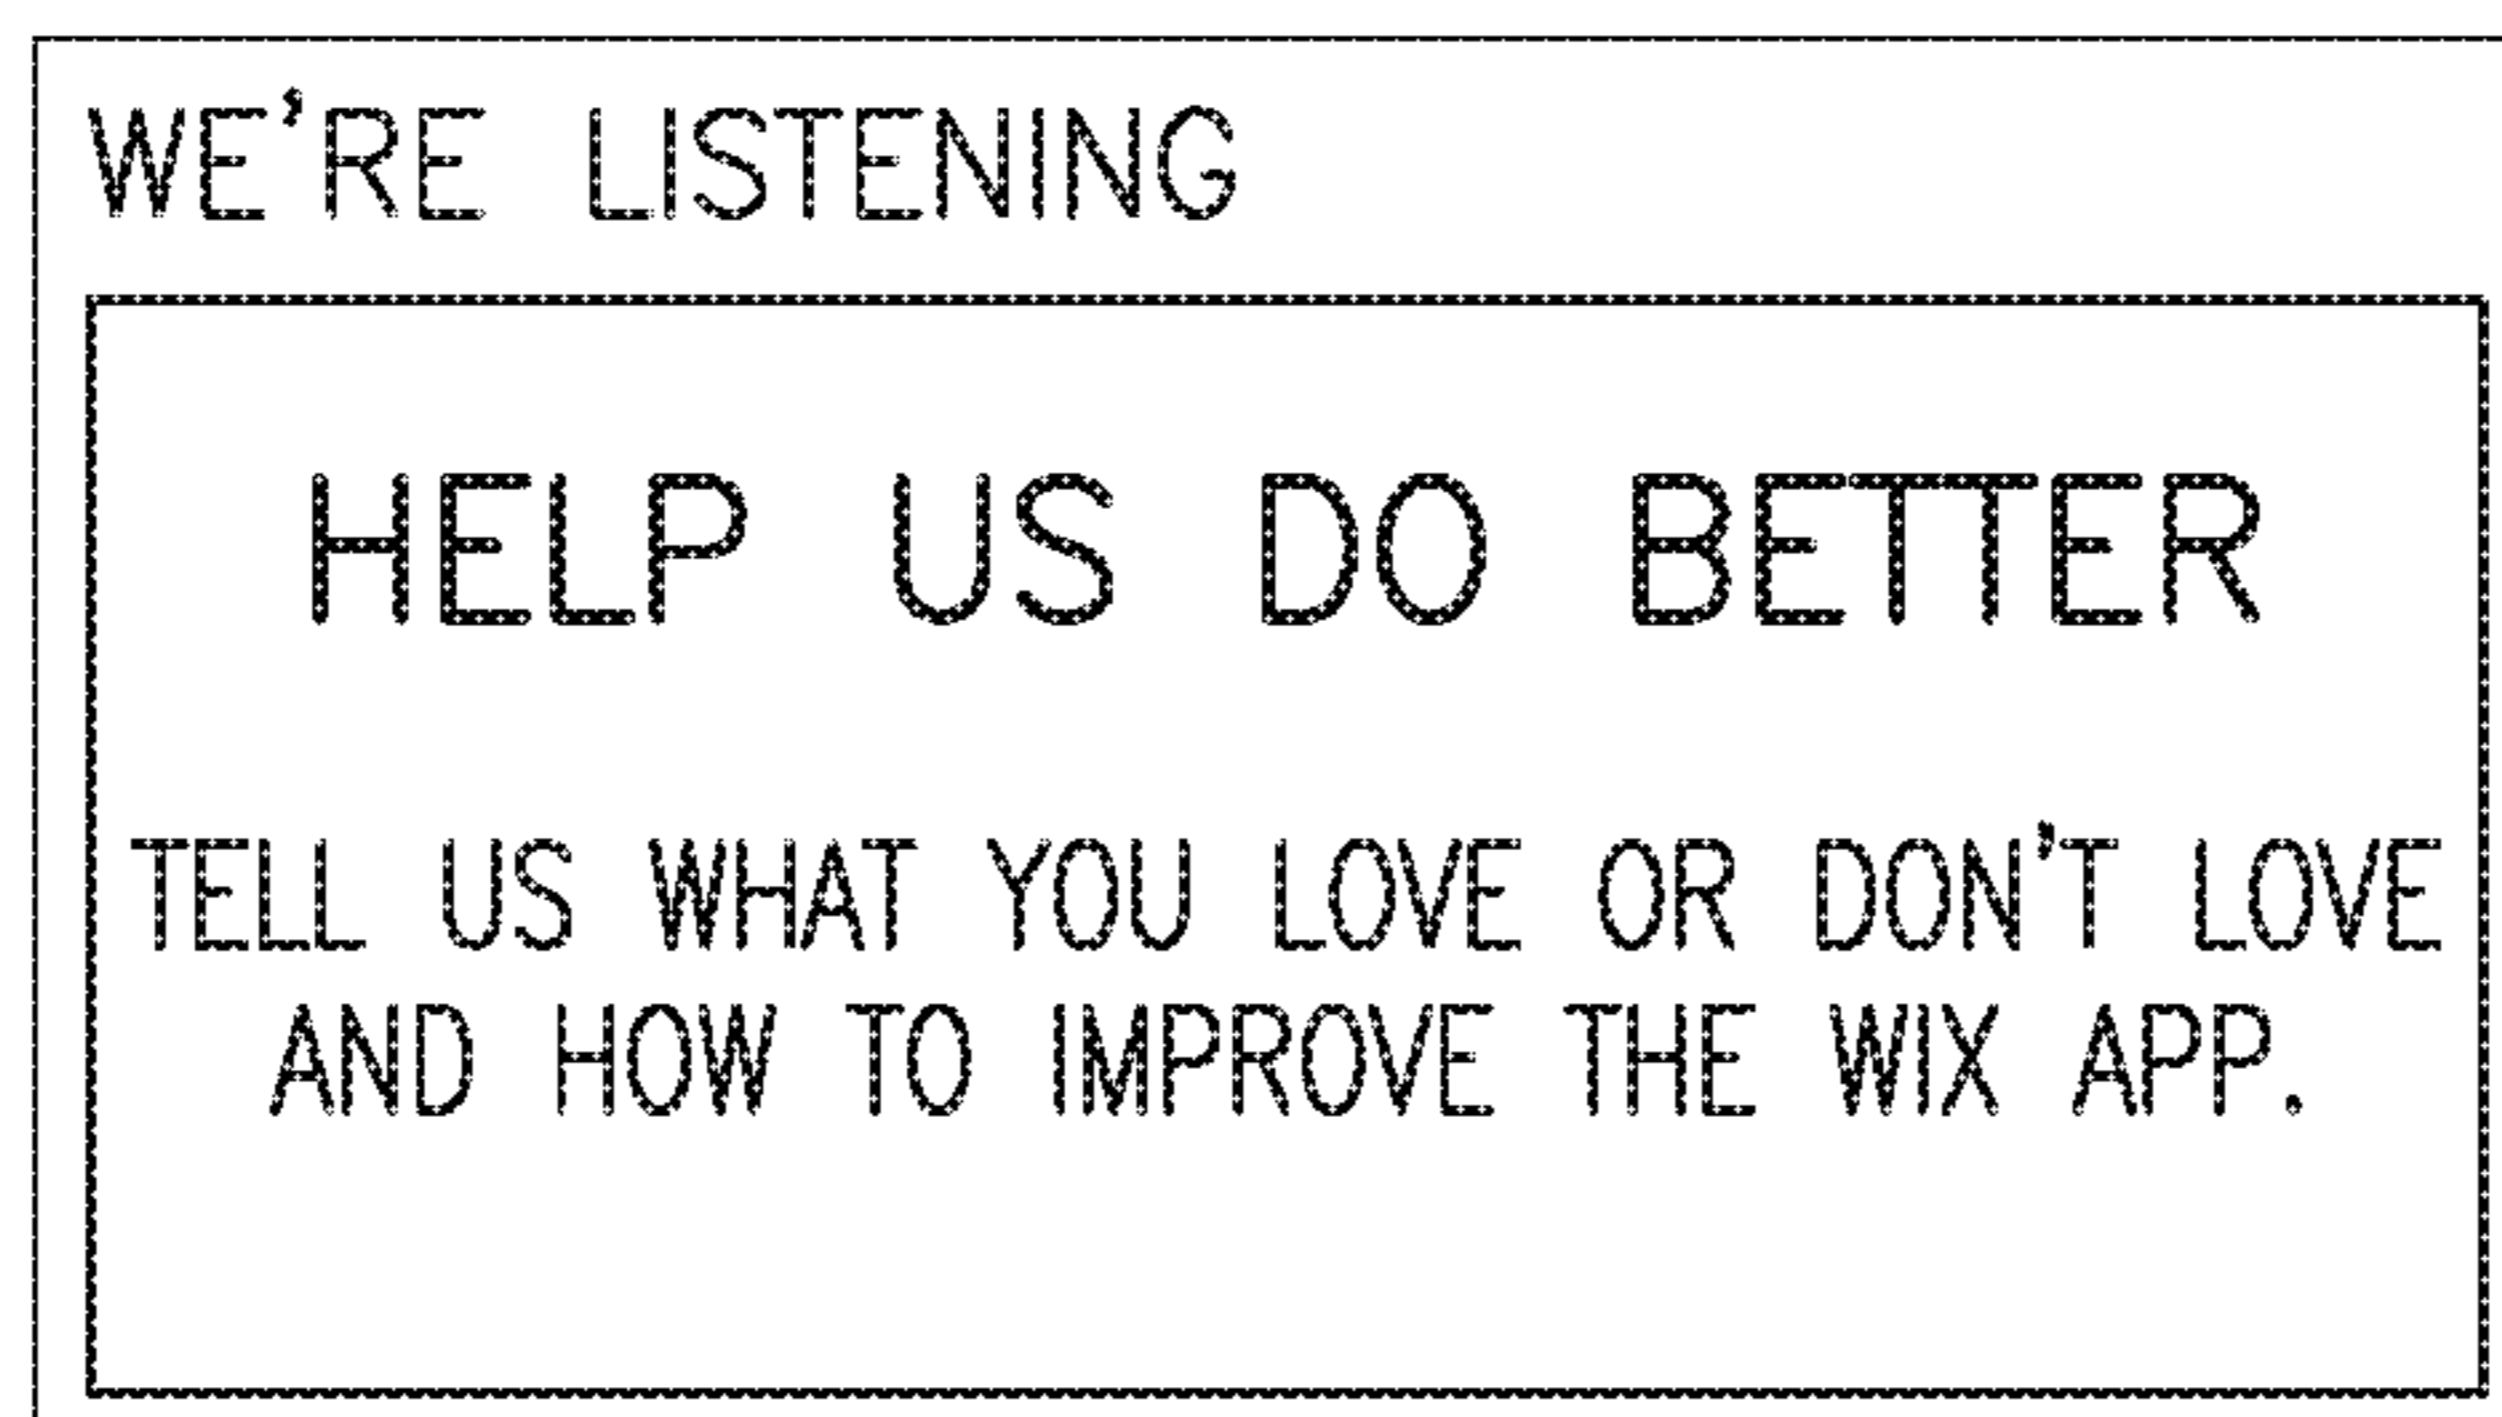 WE'RE LISTENING
HELP US DO BETTER
TELL US WHAT YOU LOVE OR DON'T LOVE
AND HOW TO IMPROVE THE WIX APP.